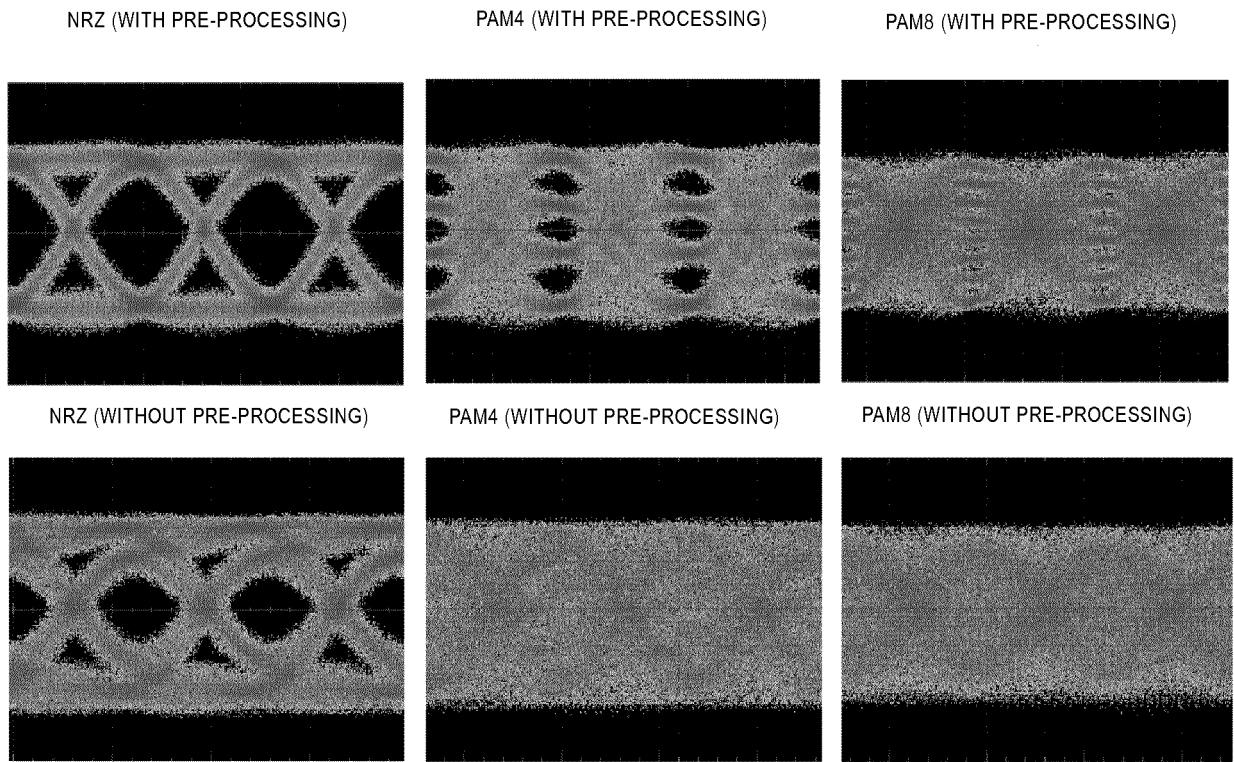 NRZ (WITH PRE-PROCESSING)
PAM4 (WITH PRE-PROCESSING)
PAM8 (WITH PRE-PROCESSING)
NRZ (WITHOUT PRE-PROCESSING)
PAM4 (WITHOUT PRE-PROCESSING)
PAM8 (WITHOUT PRE-PROCESSING)